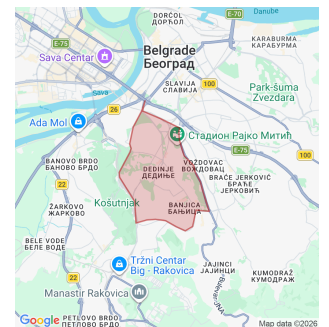 DORĆOL
ДОРЋОЛ
E-70
Danube
E-75
KARABURMA
КАРАБУРМА
Belgrade
Београд
Sava Centar
Sava
SLAVIJA
СЛАВИЈА
100
Park-šuma
Zvezdara
26
Ada Mol
Стадион Рајко Митић
E-75
BANOVO BRDO
БАНОВО БРДО
VOŽDOVAC
ВОЖДОВАЦ
DEDINJE
ДЕДИЊЕ
BRAĆE JERKOVIĆ
БРАЋЕ
ЈЕРКОВИЋ
22
Košutnjak
ŽARKOVO
ЖАРКОВО
BANJICA
БАЊИЦА
100
BELE VODE
БЕЛЕ ВОДЕ
Tržni Centar
Big - Rakovica
JAJINCI
ЈАЈИНЦИ
KUMODRAŽ
КУМОДРАЖ
22
Manastir Rakovica
PETLOVO BRDO
ПЕТЛОВО БРДО
Google
Map data ©2026